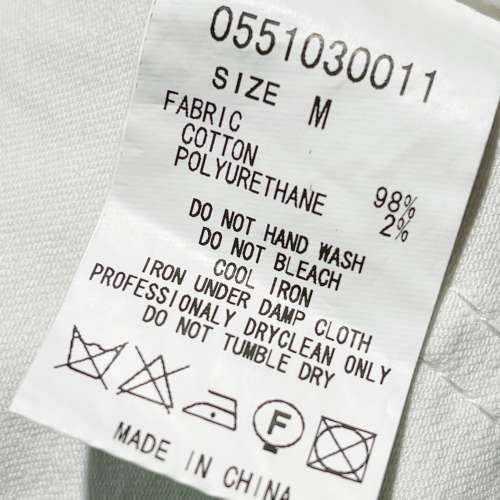 0551030011
SIZE M
FABRIC
COTTON 98%
POLYURETHANE 2%
DO NOT HAND WASH
DO NOT BLEACH
COOL IRON
IRON UNDER DAMP CLOTH
PROFESSIONALY DRYCLEAN ONLY
DO NOT TUMBLE DRY
F
MADE IN CHINA